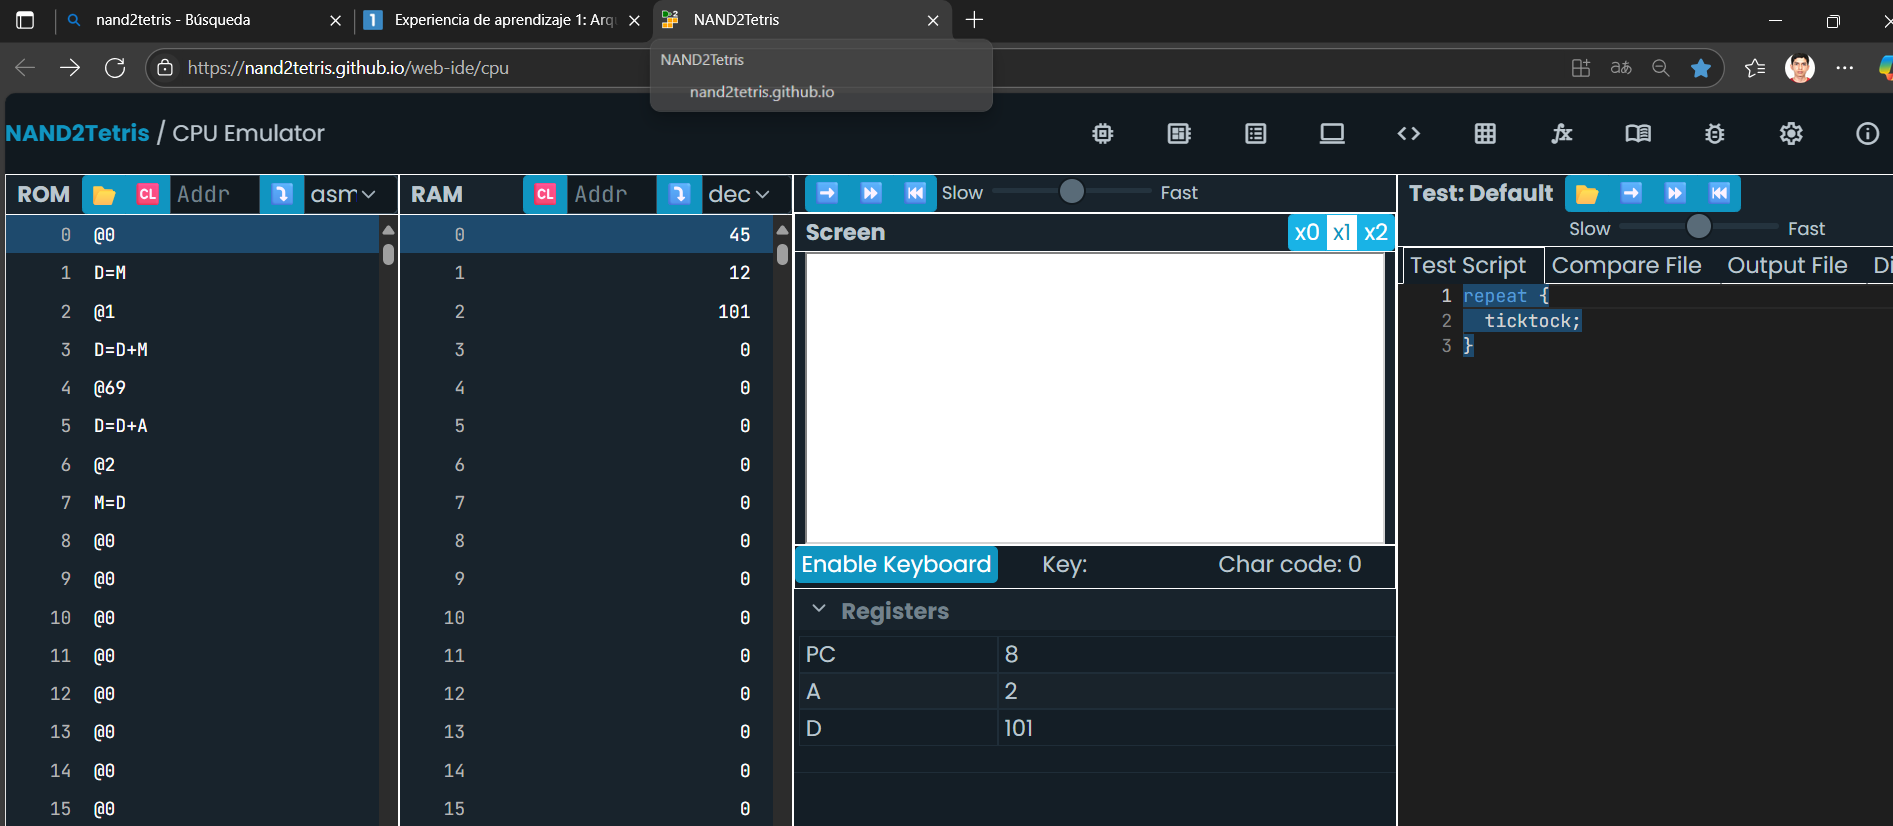 nand2tetris - Búsqueda
Experiencia de aprendizaje 1: Arqu
NAND2Tetris
https://nand2tetris.github.io/web-ide/cpu
NAND2Tetris
nand2tetris.github.io
NAND2Tetris / CPU Emulator
ROM CL Addr asm
0 @0
1 D=M
2 @1
3 D=D+M
4 @69
5 D=D+A
6 @2
7 M=D
8 @0
9 @0
10 @0
11 @0
12 @0
13 @0
14 @0
15 @0
RAM CL Addr dec
0 45
1 12
2 101
3 0
4 0
5 0
6 0
7 0
8 0
9 0
10 0
11 0
12 0
13 0
14 0
15 0
Slow Fast
Screen x0 x1 x2
Enable Keyboard Key: Char code: 0
Registers
PC 8
A 2
D 101
Test: Default
Slow Fast
Test Script Compare File Output File Di
1 repeat {
2 ticktock;
3 }